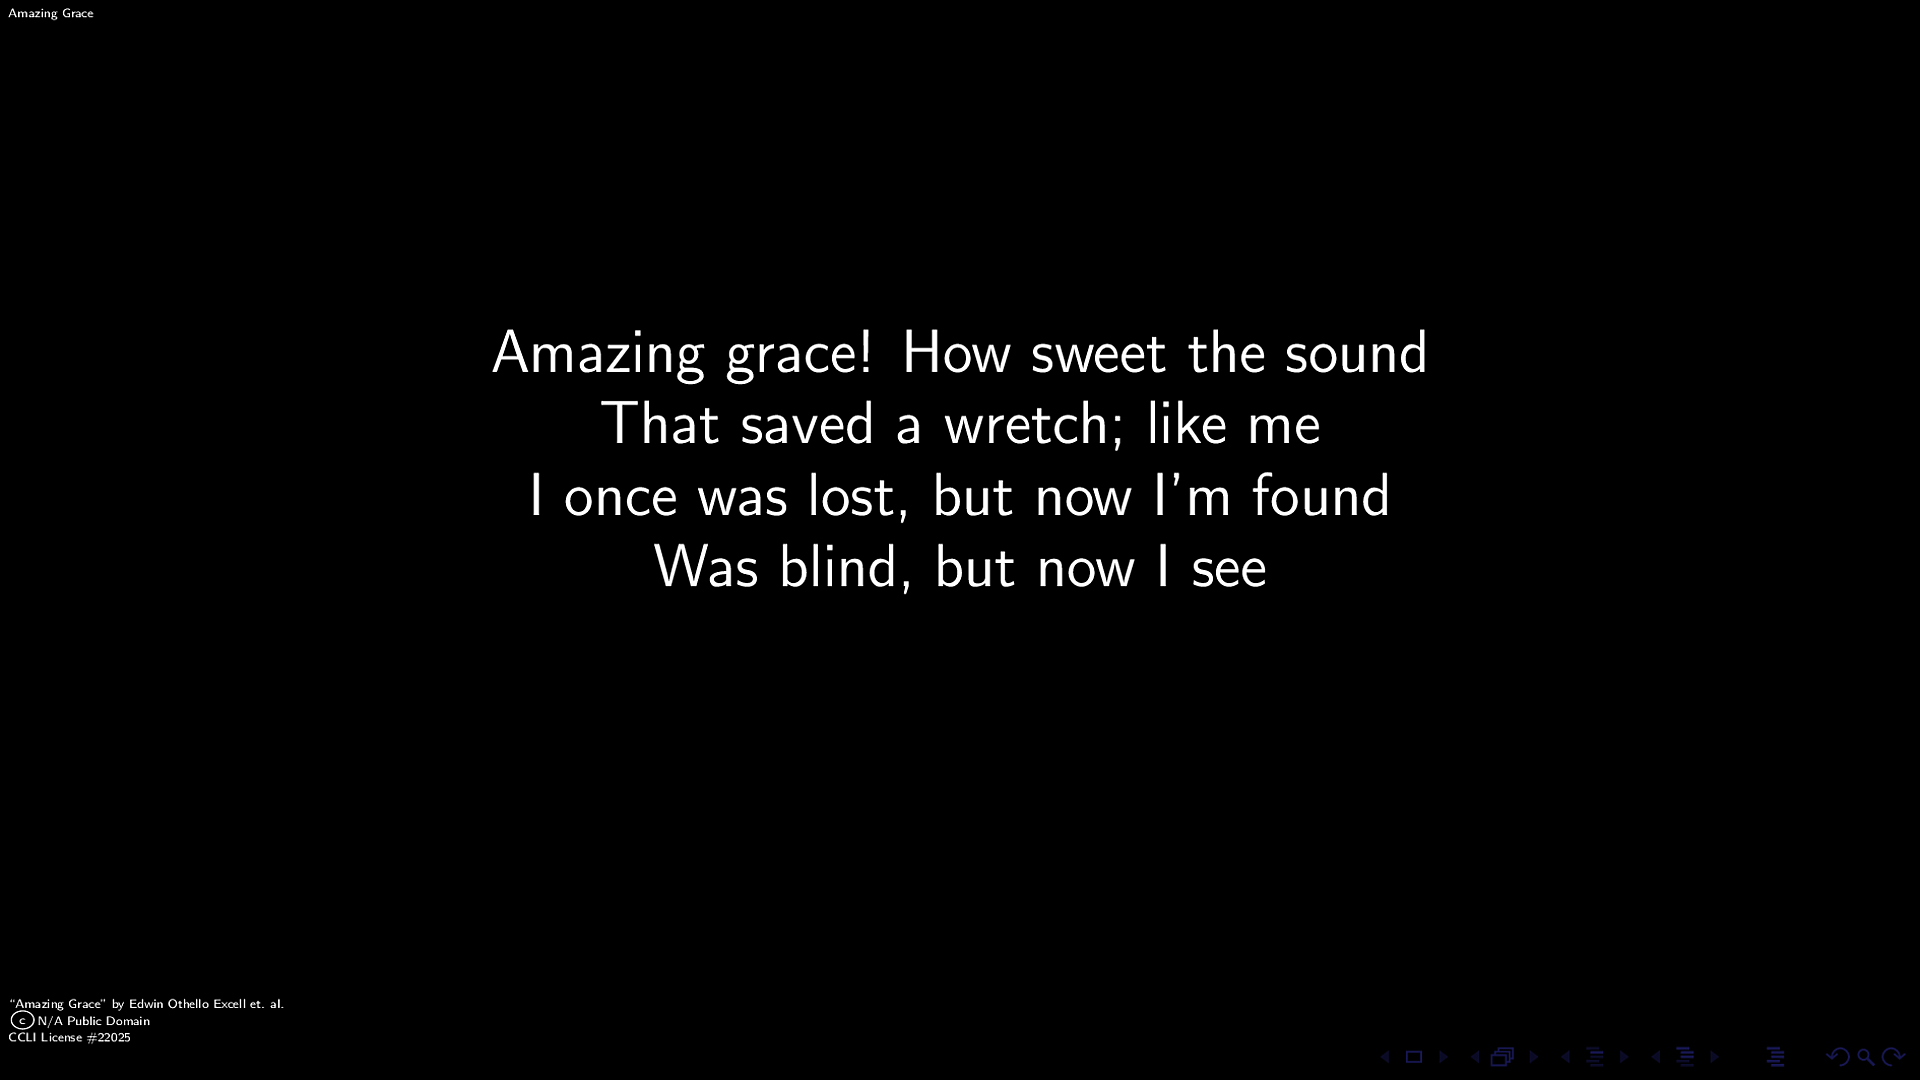 Amazing Grace
Amazing grace! How sweet the sound
That saved a wretch; like me
I once was lost, but now I'm found
Was blind, but now I see
“Amazing Grace” by Edwin Othello Excell et. al.
© N/A Public Domain
CCLI License #22025